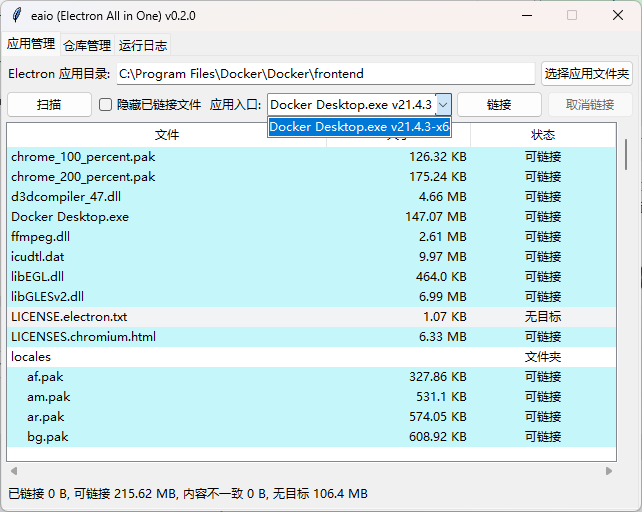 eaio (Electron All in One) v0.2.0
应用管理 仓库管理 运行日志
Electron 应用目录: C:\Program Files\Docker\Docker\frontend 选择应用文件夹
扫描 隐藏已链接文件 应用入口: Docker Desktop.exe v21.4.3 链接 取消链接
Docker Desktop.exe v21.4.3-x6
文件 状态
chrome_100_percent.pak 126.32 KB 可链接
chrome_200_percent.pak 175.24 KB 可链接
d3dcompiler_47.dll 4.66 MB 可链接
Docker Desktop.exe 147.07 MB 可链接
ffmpeg.dll 2.61 MB 可链接
icudtl.dat 9.97 MB 可链接
libEGL.dll 464.0 KB 可链接
libGLESv2.dll 6.99 MB 可链接
LICENSE.electron.txt 1.07 KB 无目标
LICENSES.chromium.html 6.33 MB 可链接
locales 文件夹
af.pak 327.86 KB 可链接
am.pak 531.1 KB 可链接
ar.pak 574.05 KB 可链接
bg.pak 608.92 KB 可链接
已链接 0 B, 可链接 215.62 MB, 内容不一致 0 B, 无目标 106.4 MB